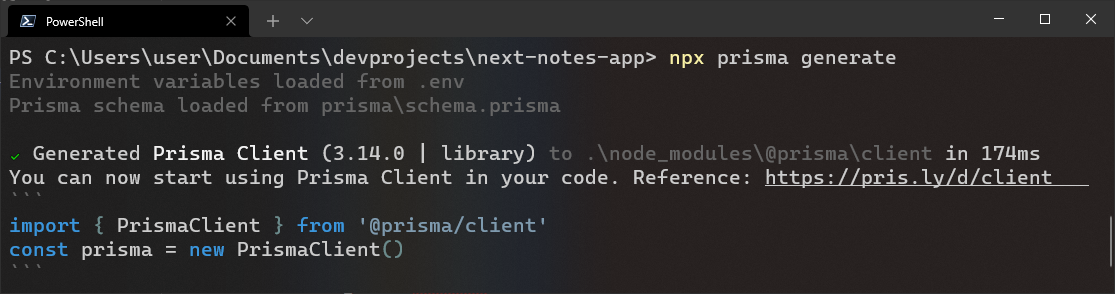 PowerShell
PS C:\Users\user\Documents\devprojects\next-notes-app> npx prisma generate
Environment variables loaded from .env
Prisma schema loaded from prisma\schema.prisma
✓ Generated Prisma Client (3.14.0 | library) to .\node_modules\@prisma\client in 174ms
You can now start using Prisma Client in your code. Reference: https://pris.ly/d/client
```
import { PrismaClient } from '@prisma/client'
const prisma = new PrismaClient()
```